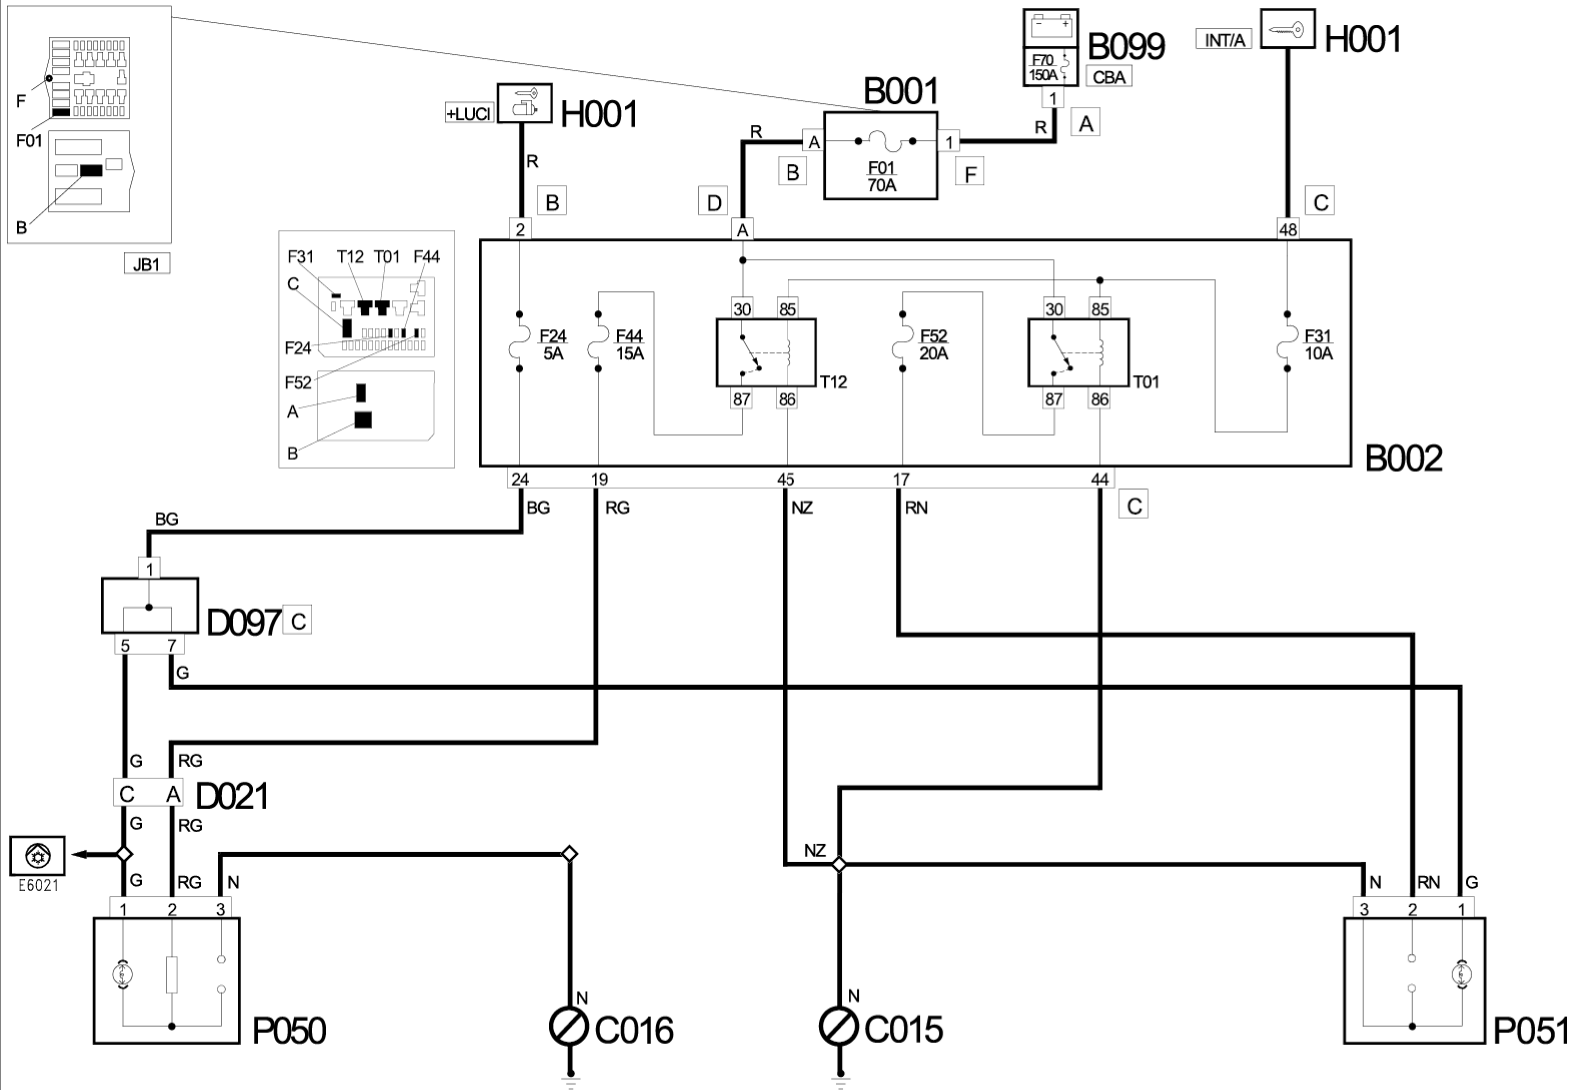 F
F01
B
JB1
+LUCI
H001
R
B
2
B001
R
A
B
D
A
F01
70A
1
F
R
A
1
F70
150A
B099
CBA
INT/A
H001
C
48
F31
T12
T01
F44
C
F24
F52
A
B
F24
5A
F44
15A
30
85
T12
87
86
F52
20A
30
85
T01
87
86
F31
10A
B002
24
19
45
17
44
C
BG
RG
NZ
RN
BG
1
D097
C
5
7
G
G
RG
C
A
D021
G
RG
E6021
G
RG
N
1
2
3
P050
N
C016
NZ
N
C015
N
RN
G
3
2
1
P051